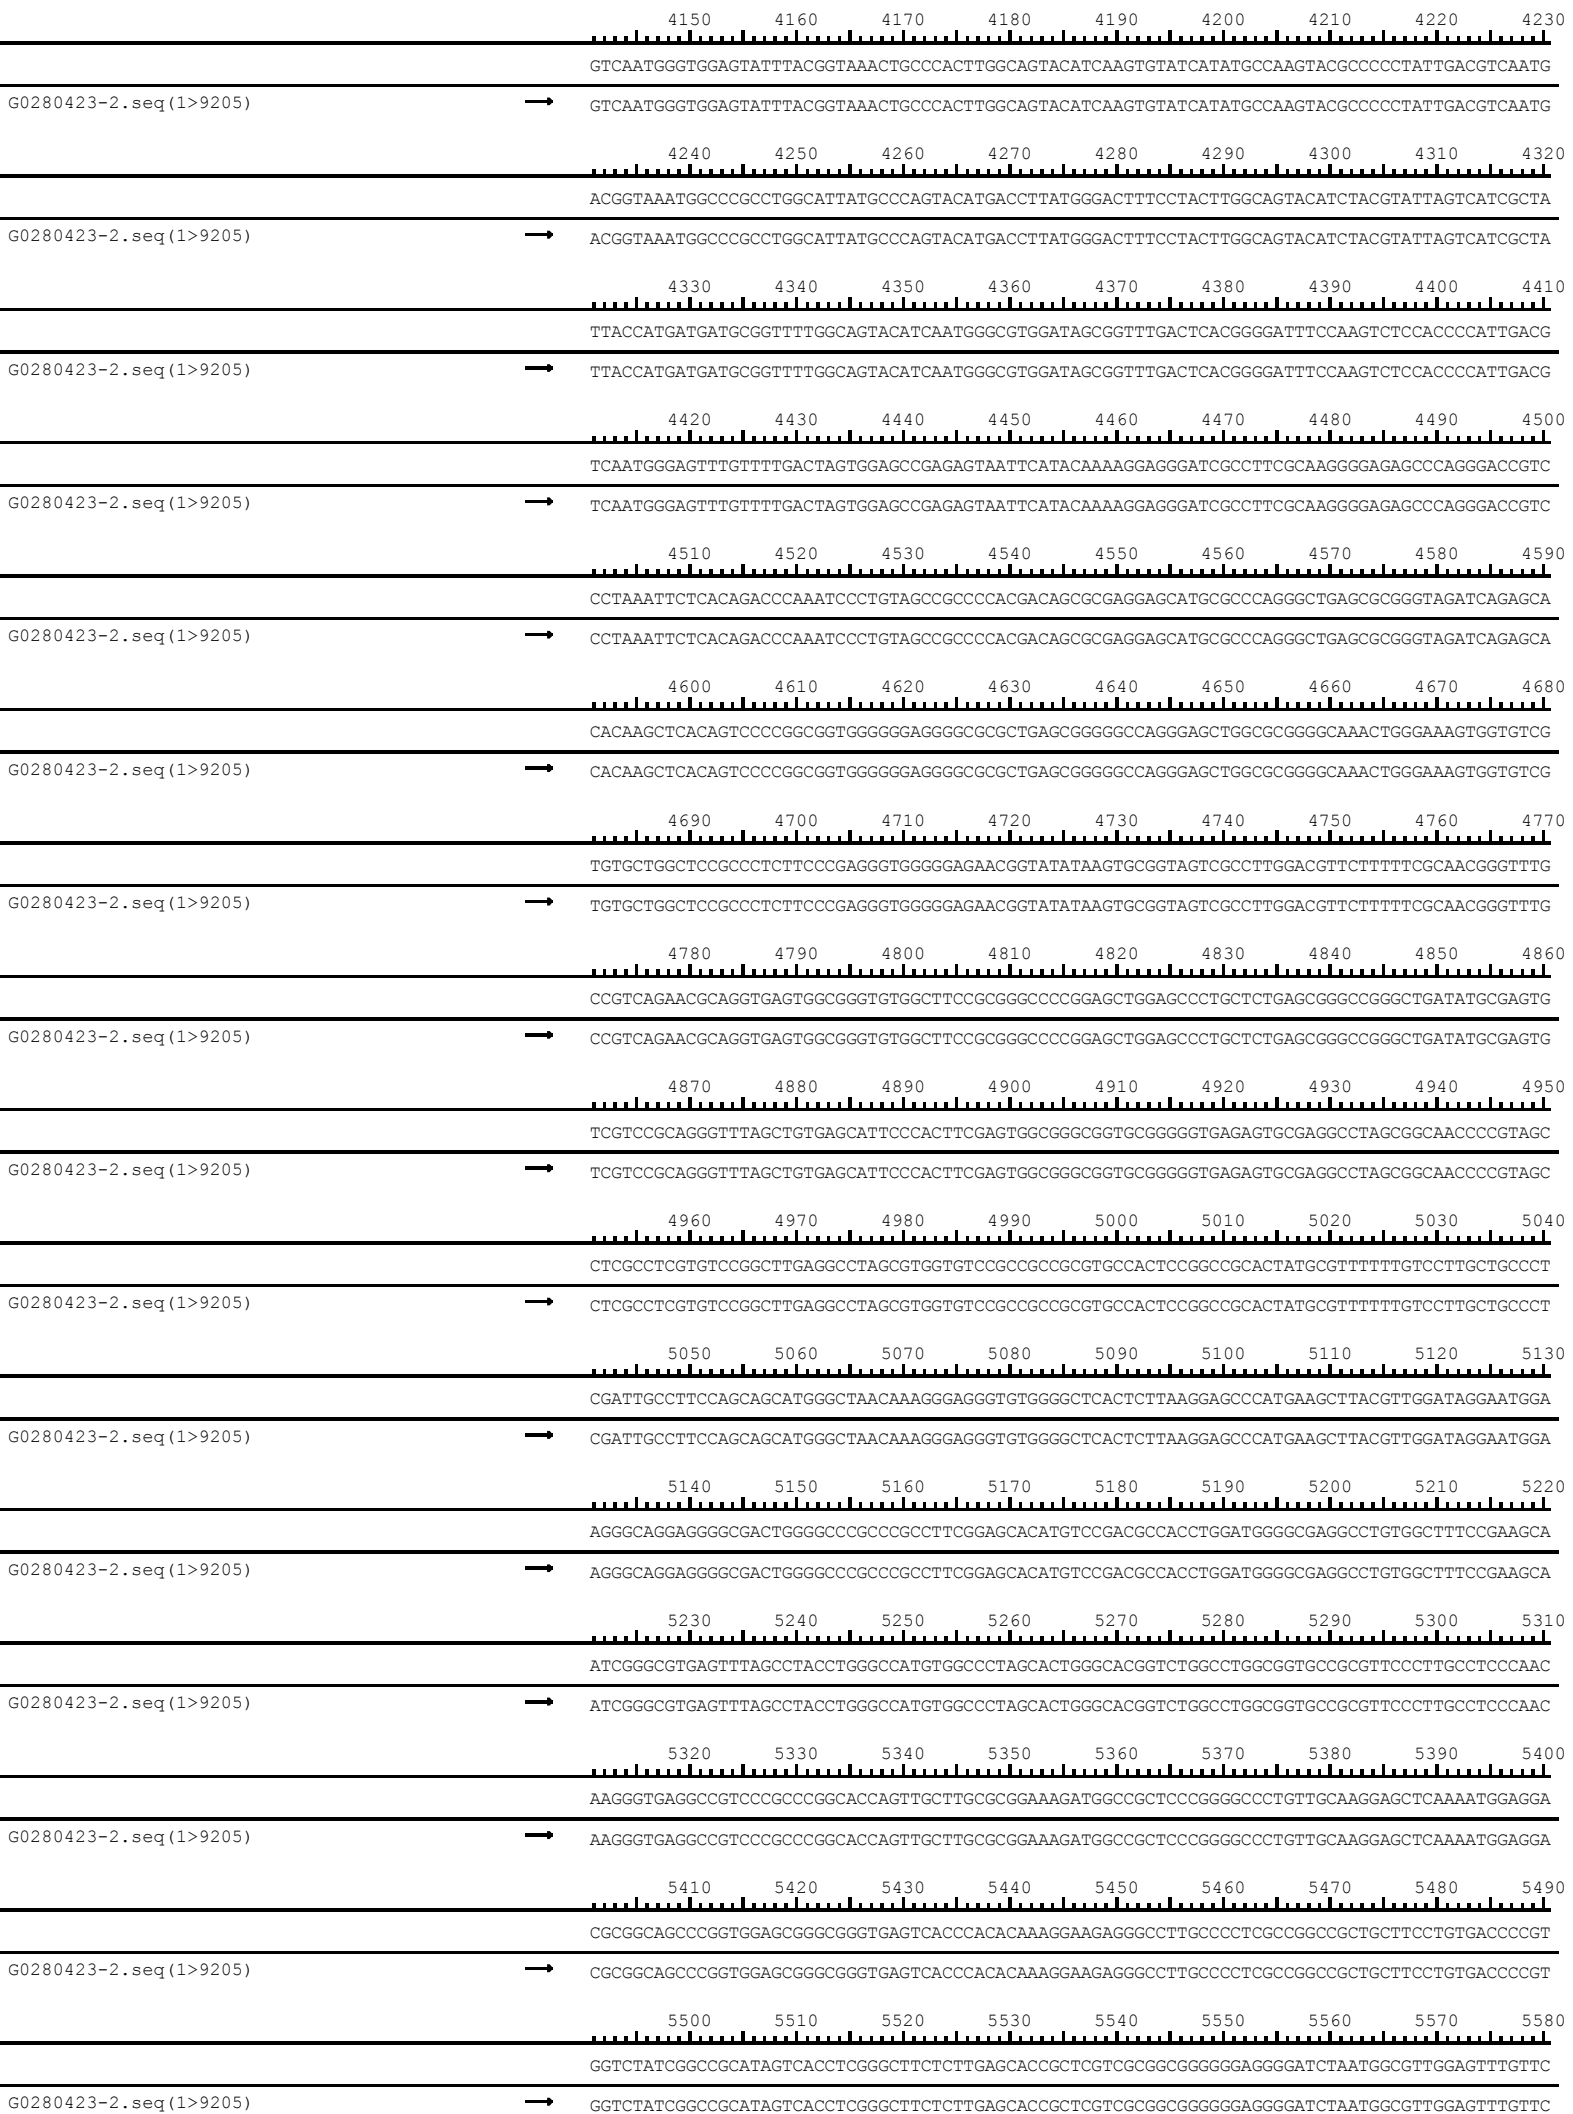 4150 4160 4170 4180 4190 4200 4210 4220 4230
GTCAATGGGTGGAGTATTTACGGTAAACTGCCCACTTGGCAGTACATCAAGTGTATCATATGCCAAGTACGCCCCCTATTGACGTCAATG
G0280423-2.seq(1>9205) → GTCAATGGGTGGAGTATTTACGGTAAACTGCCCACTTGGCAGTACATCAAGTGTATCATATGCCAAGTACGCCCCCTATTGACGTCAATG
4240 4250 4260 4270 4280 4290 4300 4310 4320
ACGGTAAATGGCCCGCCTGGCATTATGCCCAGTACATGACCTTATGGGACTTTCCTACTTGGCAGTACATCTACGTATTAGTCATCGCTA
G0280423-2.seq(1>9205) → ACGGTAAATGGCCCGCCTGGCATTATGCCCAGTACATGACCTTATGGGACTTTCCTACTTGGCAGTACATCTACGTATTAGTCATCGCTA
4330 4340 4350 4360 4370 4380 4390 4400 4410
TTACCATGATGATGCGGTTTTGGCAGTACATCAATGGGCGTGGATAGCGGTTTGACTCACGGGGATTTCCAAGTCTCCACCCCATTGACG
G0280423-2.seq(1>9205) → TTACCATGATGATGCGGTTTTGGCAGTACATCAATGGGCGTGGATAGCGGTTTGACTCACGGGGATTTCCAAGTCTCCACCCCATTGACG
4420 4430 4440 4450 4460 4470 4480 4490 4500
TCAATGGGAGTTTGTTTTGACTAGTGGAGCCGAGAGTAATTCATACAAAAGGAGGGATCGCCTTCGCAAGGGGAGAGCCCAGGGACCGTC
G0280423-2.seq(1>9205) → TCAATGGGAGTTTGTTTTGACTAGTGGAGCCGAGAGTAATTCATACAAAAGGAGGGATCGCCTTCGCAAGGGGAGAGCCCAGGGACCGTC
4510 4520 4530 4540 4550 4560 4570 4580 4590
CCTAAATTCTCACAGACCCAAATCCCTGTAGCCGCCCCACGACAGCGCGAGGAGCATGCGCCCAGGGCTGAGCGCGGGTAGATCAGAGCA
G0280423-2.seq(1>9205) → CCTAAATTCTCACAGACCCAAATCCCTGTAGCCGCCCCACGACAGCGCGAGGAGCATGCGCCCAGGGCTGAGCGCGGGTAGATCAGAGCA
4600 4610 4620 4630 4640 4650 4660 4670 4680
CACAAGCTCACAGTCCCCGGCGGTGGGGGGAGGGGCGCGCTGAGCGGGGGCCAGGGAGCTGGCGCGGGGCAAACTGGGAAAGTGGTGTCG
G0280423-2.seq(1>9205) → CACAAGCTCACAGTCCCCGGCGGTGGGGGGAGGGGCGCGCTGAGCGGGGGCCAGGGAGCTGGCGCGGGGCAAACTGGGAAAGTGGTGTCG
4690 4700 4710 4720 4730 4740 4750 4760 4770
TGTGCTGGCTCCGCCCTCTTCCCGAGGGTGGGGGAGAACGGTATATAAGTGCGGTAGTCGCCTTGGACGTTCTTTTTCGCAACGGGTTTG
G0280423-2.seq(1>9205) → TGTGCTGGCTCCGCCCTCTTCCCGAGGGTGGGGGAGAACGGTATATAAGTGCGGTAGTCGCCTTGGACGTTCTTTTTCGCAACGGGTTTG
4780 4790 4800 4810 4820 4830 4840 4850 4860
CCGTCAGAACGCAGGTGAGTGGCGGGTGTGGCTTCCGCGGGCCCCGGAGCTGGAGCCCTGCTCTGAGCGGGCCGGGCTGATATGCGAGTG
G0280423-2.seq(1>9205) → CCGTCAGAACGCAGGTGAGTGGCGGGTGTGGCTTCCGCGGGCCCCGGAGCTGGAGCCCTGCTCTGAGCGGGCCGGGCTGATATGCGAGTG
4870 4880 4890 4900 4910 4920 4930 4940 4950
TCGTCCGCAGGGTTTAGCTGTGAGCATTCCCACTTCGAGTGGCGGGCGGTGCGGGGGTGAGAGTGCGAGGCCTAGCGGCAACCCCGTAGC
G0280423-2.seq(1>9205) → TCGTCCGCAGGGTTTAGCTGTGAGCATTCCCACTTCGAGTGGCGGGCGGTGCGGGGGTGAGAGTGCGAGGCCTAGCGGCAACCCCGTAGC
4960 4970 4980 4990 5000 5010 5020 5030 5040
CTCGCCTCGTGTCCGGCTTGAGGCCTAGCGTGGTGTCCGCCGCCGCGTGCCACTCCGGCCGCACTATGCGTTTTTTGTCCTTGCTGCCCT
G0280423-2.seq(1>9205) → CTCGCCTCGTGTCCGGCTTGAGGCCTAGCGTGGTGTCCGCCGCCGCGTGCCACTCCGGCCGCACTATGCGTTTTTTGTCCTTGCTGCCCT
5050 5060 5070 5080 5090 5100 5110 5120 5130
CGATTGCCTTCCAGCAGCATGGGCTAACAAAGGGAGGGTGTGGGGCTCACTCTTAAGGAGCCCATGAAGCTTACGTTGGATAGGAATGGA
G0280423-2.seq(1>9205) → CGATTGCCTTCCAGCAGCATGGGCTAACAAAGGGAGGGTGTGGGGCTCACTCTTAAGGAGCCCATGAAGCTTACGTTGGATAGGAATGGA
5140 5150 5160 5170 5180 5190 5200 5210 5220
AGGGCAGGAGGGGCGACTGGGGCCCGCCCGCCTTCGGAGCACATGTCCGACGCCACCTGGATGGGGCGAGGCCTGTGGCTTTCCGAAGCA
G0280423-2.seq(1>9205) → AGGGCAGGAGGGGCGACTGGGGCCCGCCCGCCTTCGGAGCACATGTCCGACGCCACCTGGATGGGGCGAGGCCTGTGGCTTTCCGAAGCA
5230 5240 5250 5260 5270 5280 5290 5300 5310
ATCGGGCGTGAGTTTAGCCTACCTGGGCCATGTGGCCCTAGCACTGGGCACGGTCTGGCCTGGCGGTGCCGCGTTCCCTTGCCTCCCAAC
G0280423-2.seq(1>9205) → ATCGGGCGTGAGTTTAGCCTACCTGGGCCATGTGGCCCTAGCACTGGGCACGGTCTGGCCTGGCGGTGCCGCGTTCCCTTGCCTCCCAAC
5320 5330 5340 5350 5360 5370 5380 5390 5400
AAGGGTGAGGCCGTCCCGCCCGGCACCAGTTGCTTGCGCGGAAAGATGGCCGCTCCCGGGGCCCTGTTGCAAGGAGCTCAAAATGGAGGA
G0280423-2.seq(1>9205) → AAGGGTGAGGCCGTCCCGCCCGGCACCAGTTGCTTGCGCGGAAAGATGGCCGCTCCCGGGGCCCTGTTGCAAGGAGCTCAAAATGGAGGA
5410 5420 5430 5440 5450 5460 5470 5480 5490
CGCGGCAGCCCGGTGGAGCGGGCGGGTGAGTCACCCACACAAAGGAAGAGGGCCTTGCCCCTCGCCGGCCGCTGCTTCCTGTGACCCCGT
G0280423-2.seq(1>9205) → CGCGGCAGCCCGGTGGAGCGGGCGGGTGAGTCACCCACACAAAGGAAGAGGGCCTTGCCCCTCGCCGGCCGCTGCTTCCTGTGACCCCGT
5500 5510 5520 5530 5540 5550 5560 5570 5580
GGTCTATCGGCCGCATAGTCACCTCGGGCTTCTCTTGAGCACCGCTCGTCGCGGCGGGGGGAGGGGATCTAATGGCGTTGGAGTTTGTTC
G0280423-2.seq(1>9205) → GGTCTATCGGCCGCATAGTCACCTCGGGCTTCTCTTGAGCACCGCTCGTCGCGGCGGGGGGAGGGGATCTAATGGCGTTGGAGTTTGTTC